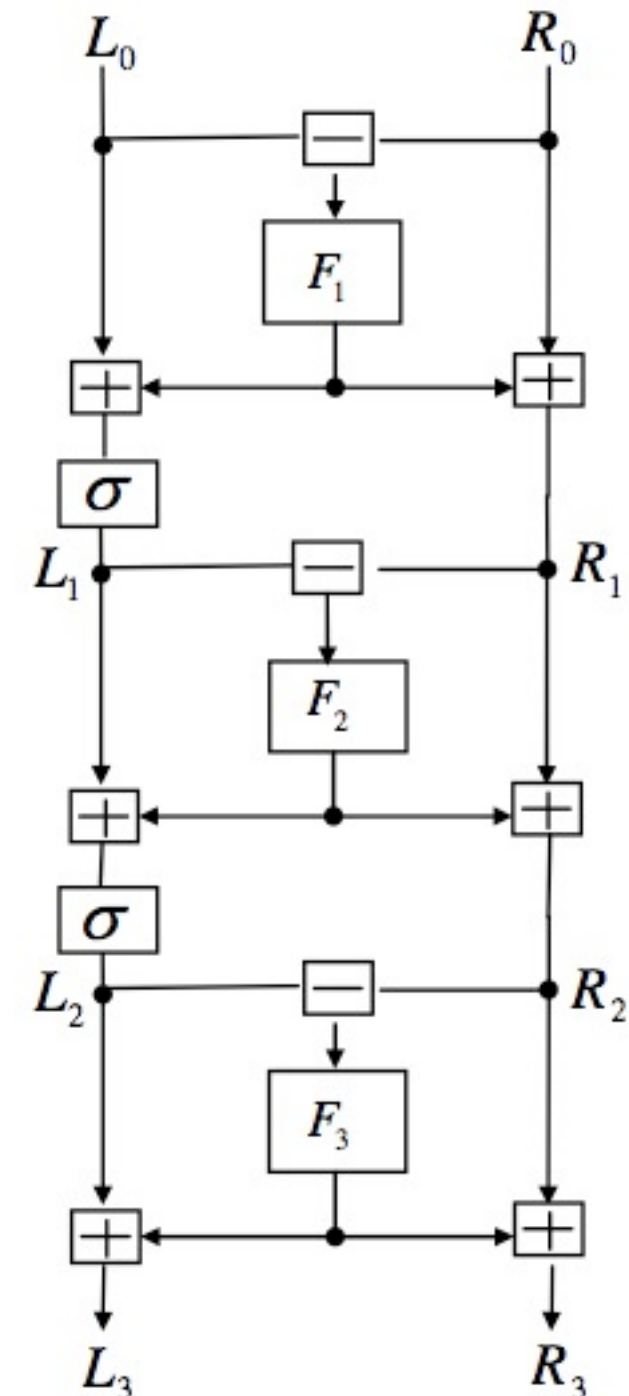 L₀ R₀
−
F₁
+ +
σ
L₁ − R₁
F₂
+ +
σ
L₂ − R₂
F₃
+ +
L₃ R₃